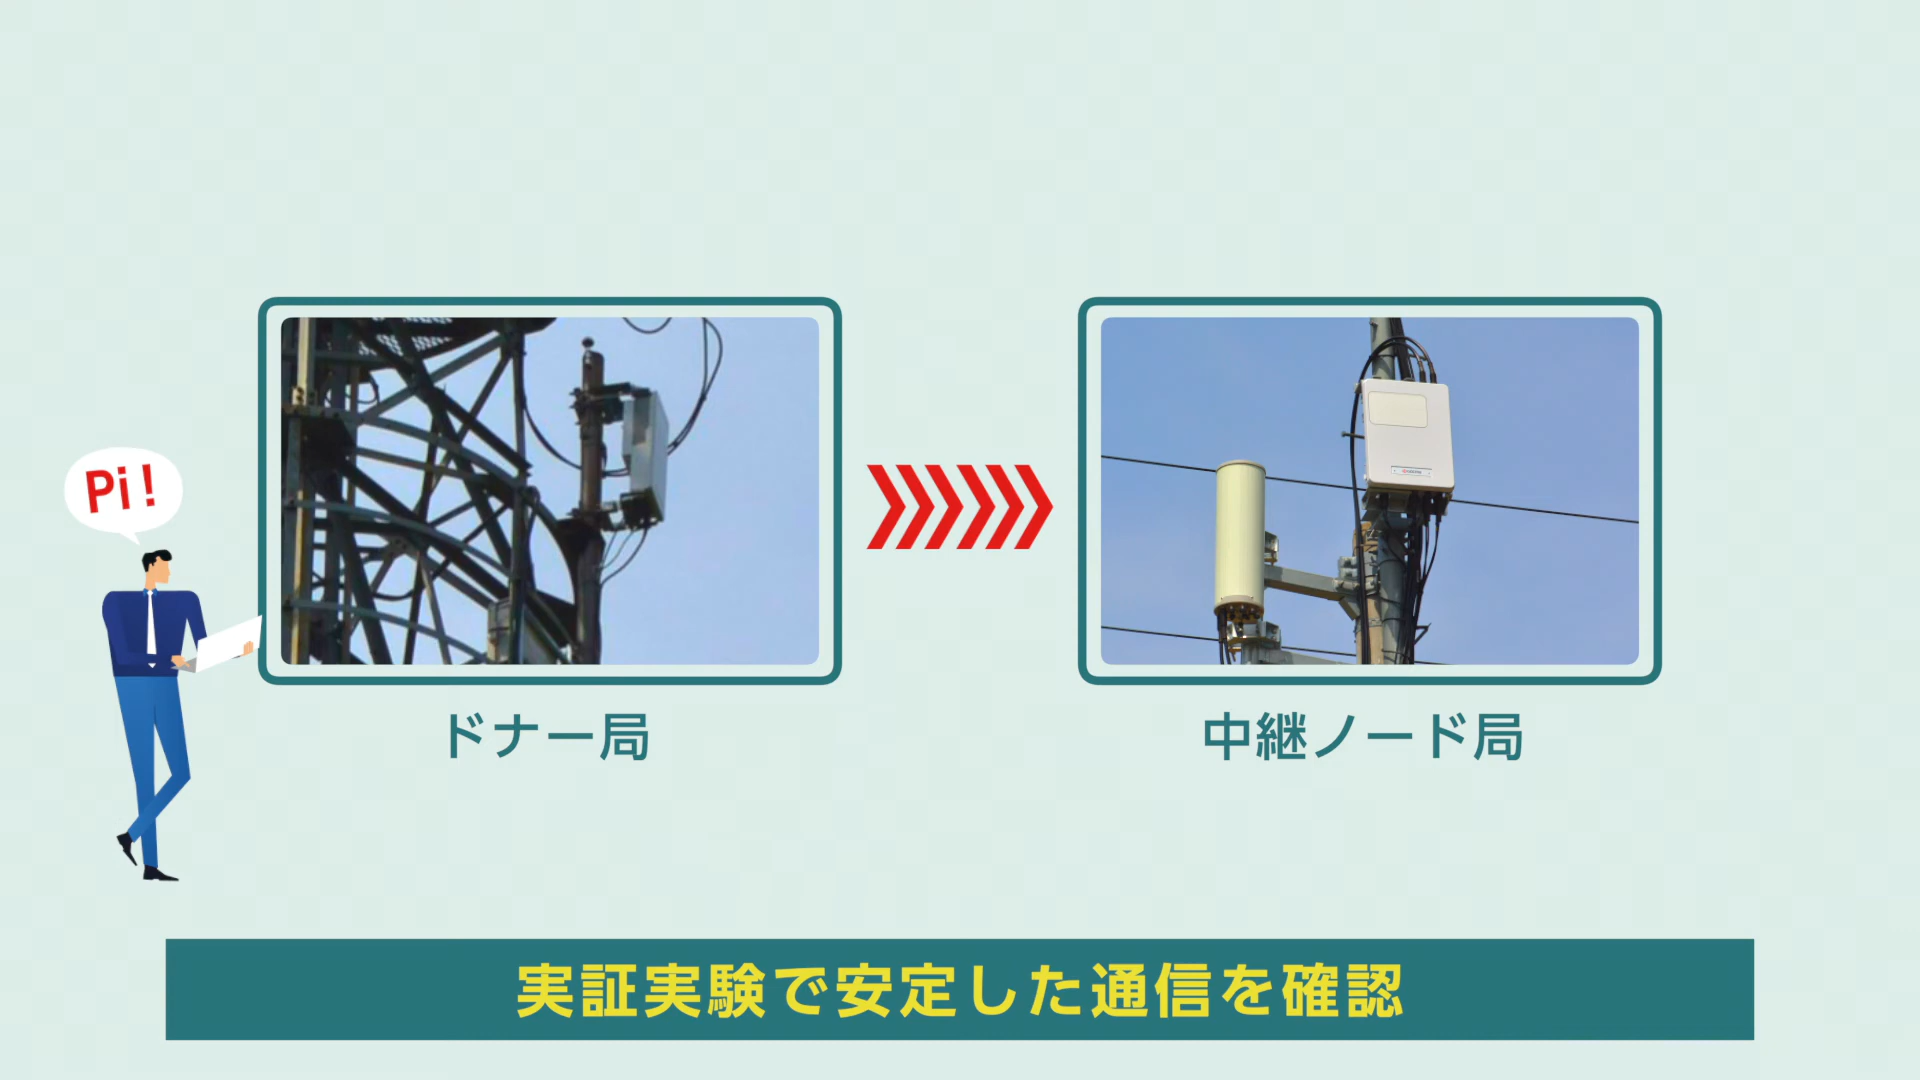 Pi!
ドナー局
中継ノード局
実証実験で安定した通信を確認